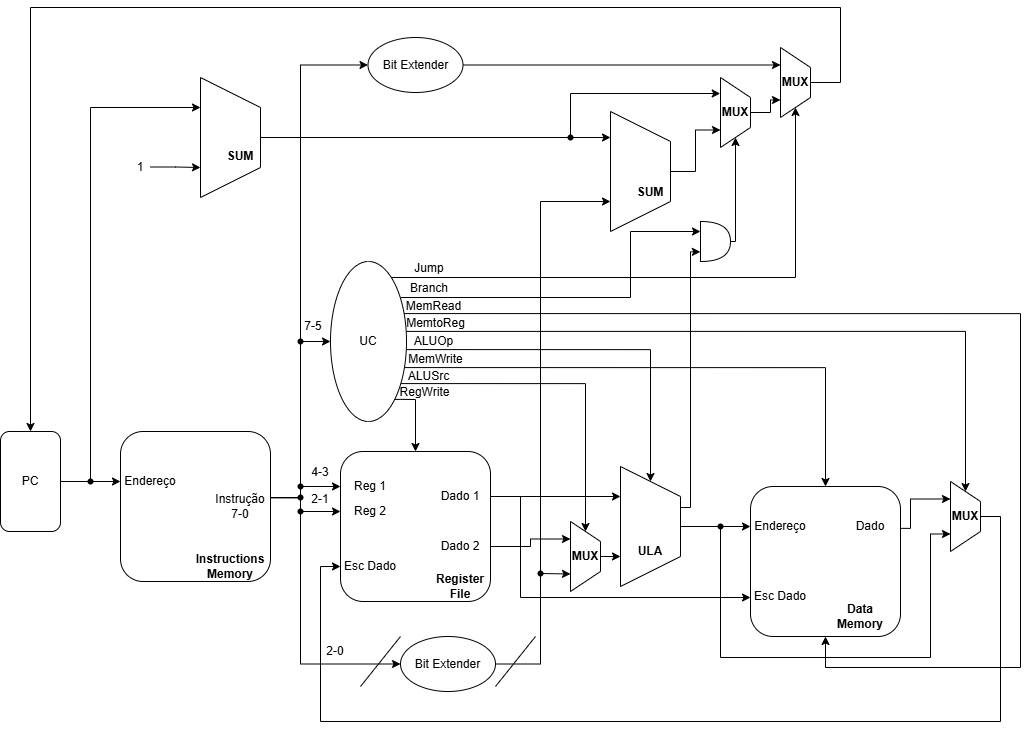 Bit Extender
MUX
MUX
SUM
1
SUM
Jump
Branch
MemRead
MemtoReg
ALUOp
MemWrite
ALUSrc
RegWrite
7-5
UC
PC
Endereço
Instrução
7-0
Instructions
Memory
4-3
2-1
Reg 1
Reg 2
Esc Dado
Dado 1
Dado 2
Register
File
MUX
ULA
Endereço
Dado
Esc Dado
Data
Memory
MUX
2-0
Bit Extender